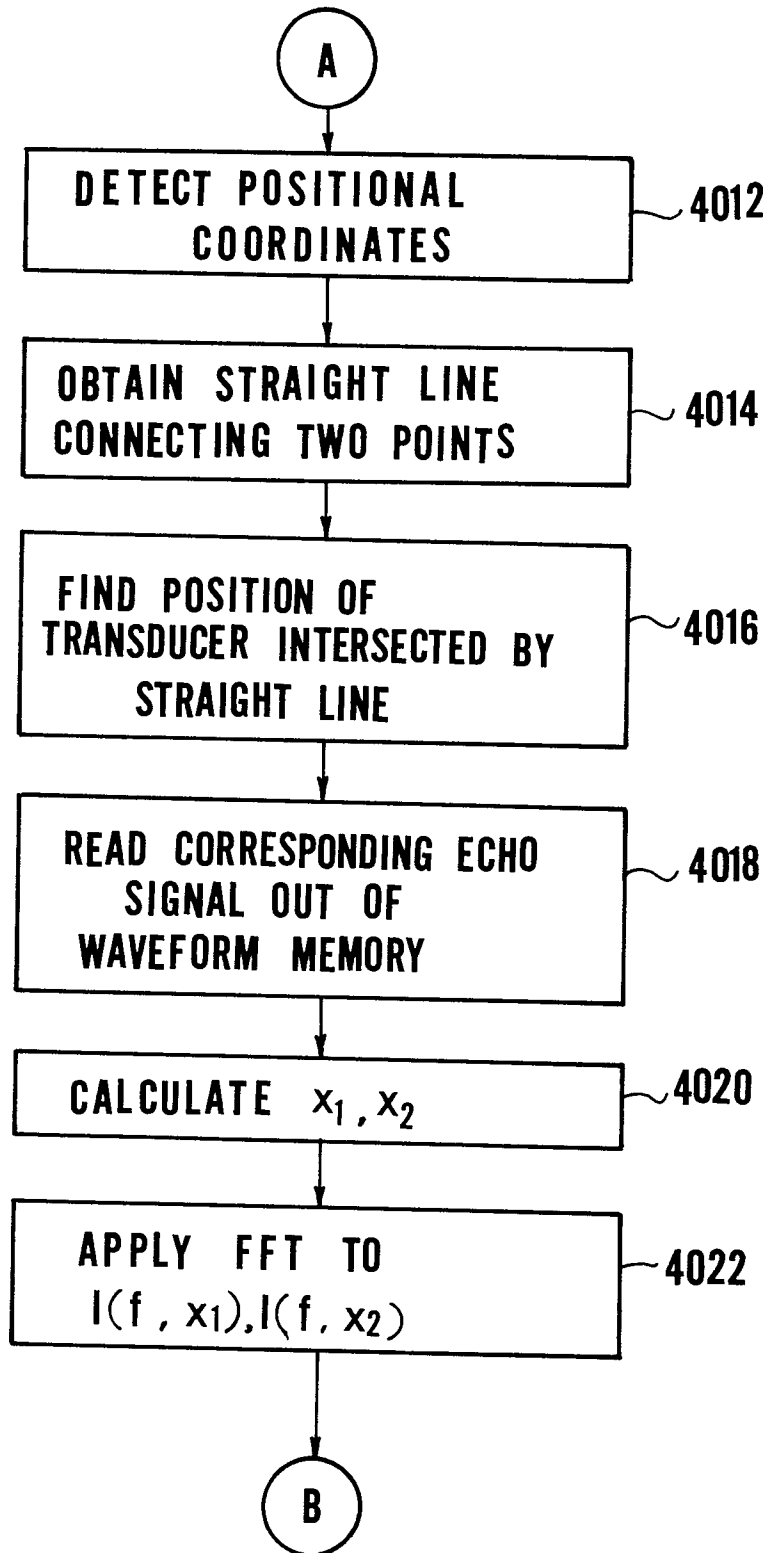 A
DETECT POSITIONAL
COORDINATES
4012
OBTAIN STRAIGHT LINE
CONNECTING TWO POINTS
4014
FIND POSITION OF
TRANSDUCER INTERSECTED BY
STRAIGHT LINE
4016
READ CORRESPONDING ECHO
SIGNAL OUT OF
WAVEFORM MEMORY
4018
CALCULATE x₁, x₂
4020
APPLY FFT TO
I(f, x₁), I(f, x₂)
4022
B